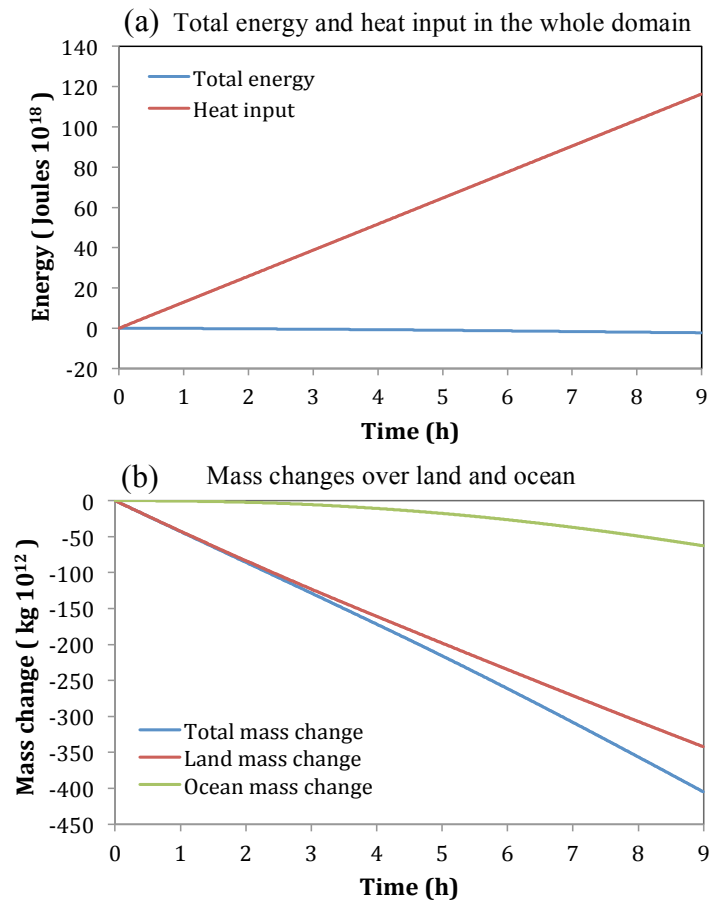 (a) Total energy and heat input in the whole domain
140
120
100
80
60
40
20
0
-20
Energy ( Joules 10^18)
Total energy
Heat input
0 1 2 3 4 5 6 7 8 9
Time (h)
(b) Mass changes over land and ocean
0
-50
-100
-150
-200
-250
-300
-350
-400
-450
Mass change ( kg 10^12)
Total mass change
Land mass change
Ocean mass change
0 1 2 3 4 5 6 7 8 9
Time (h)